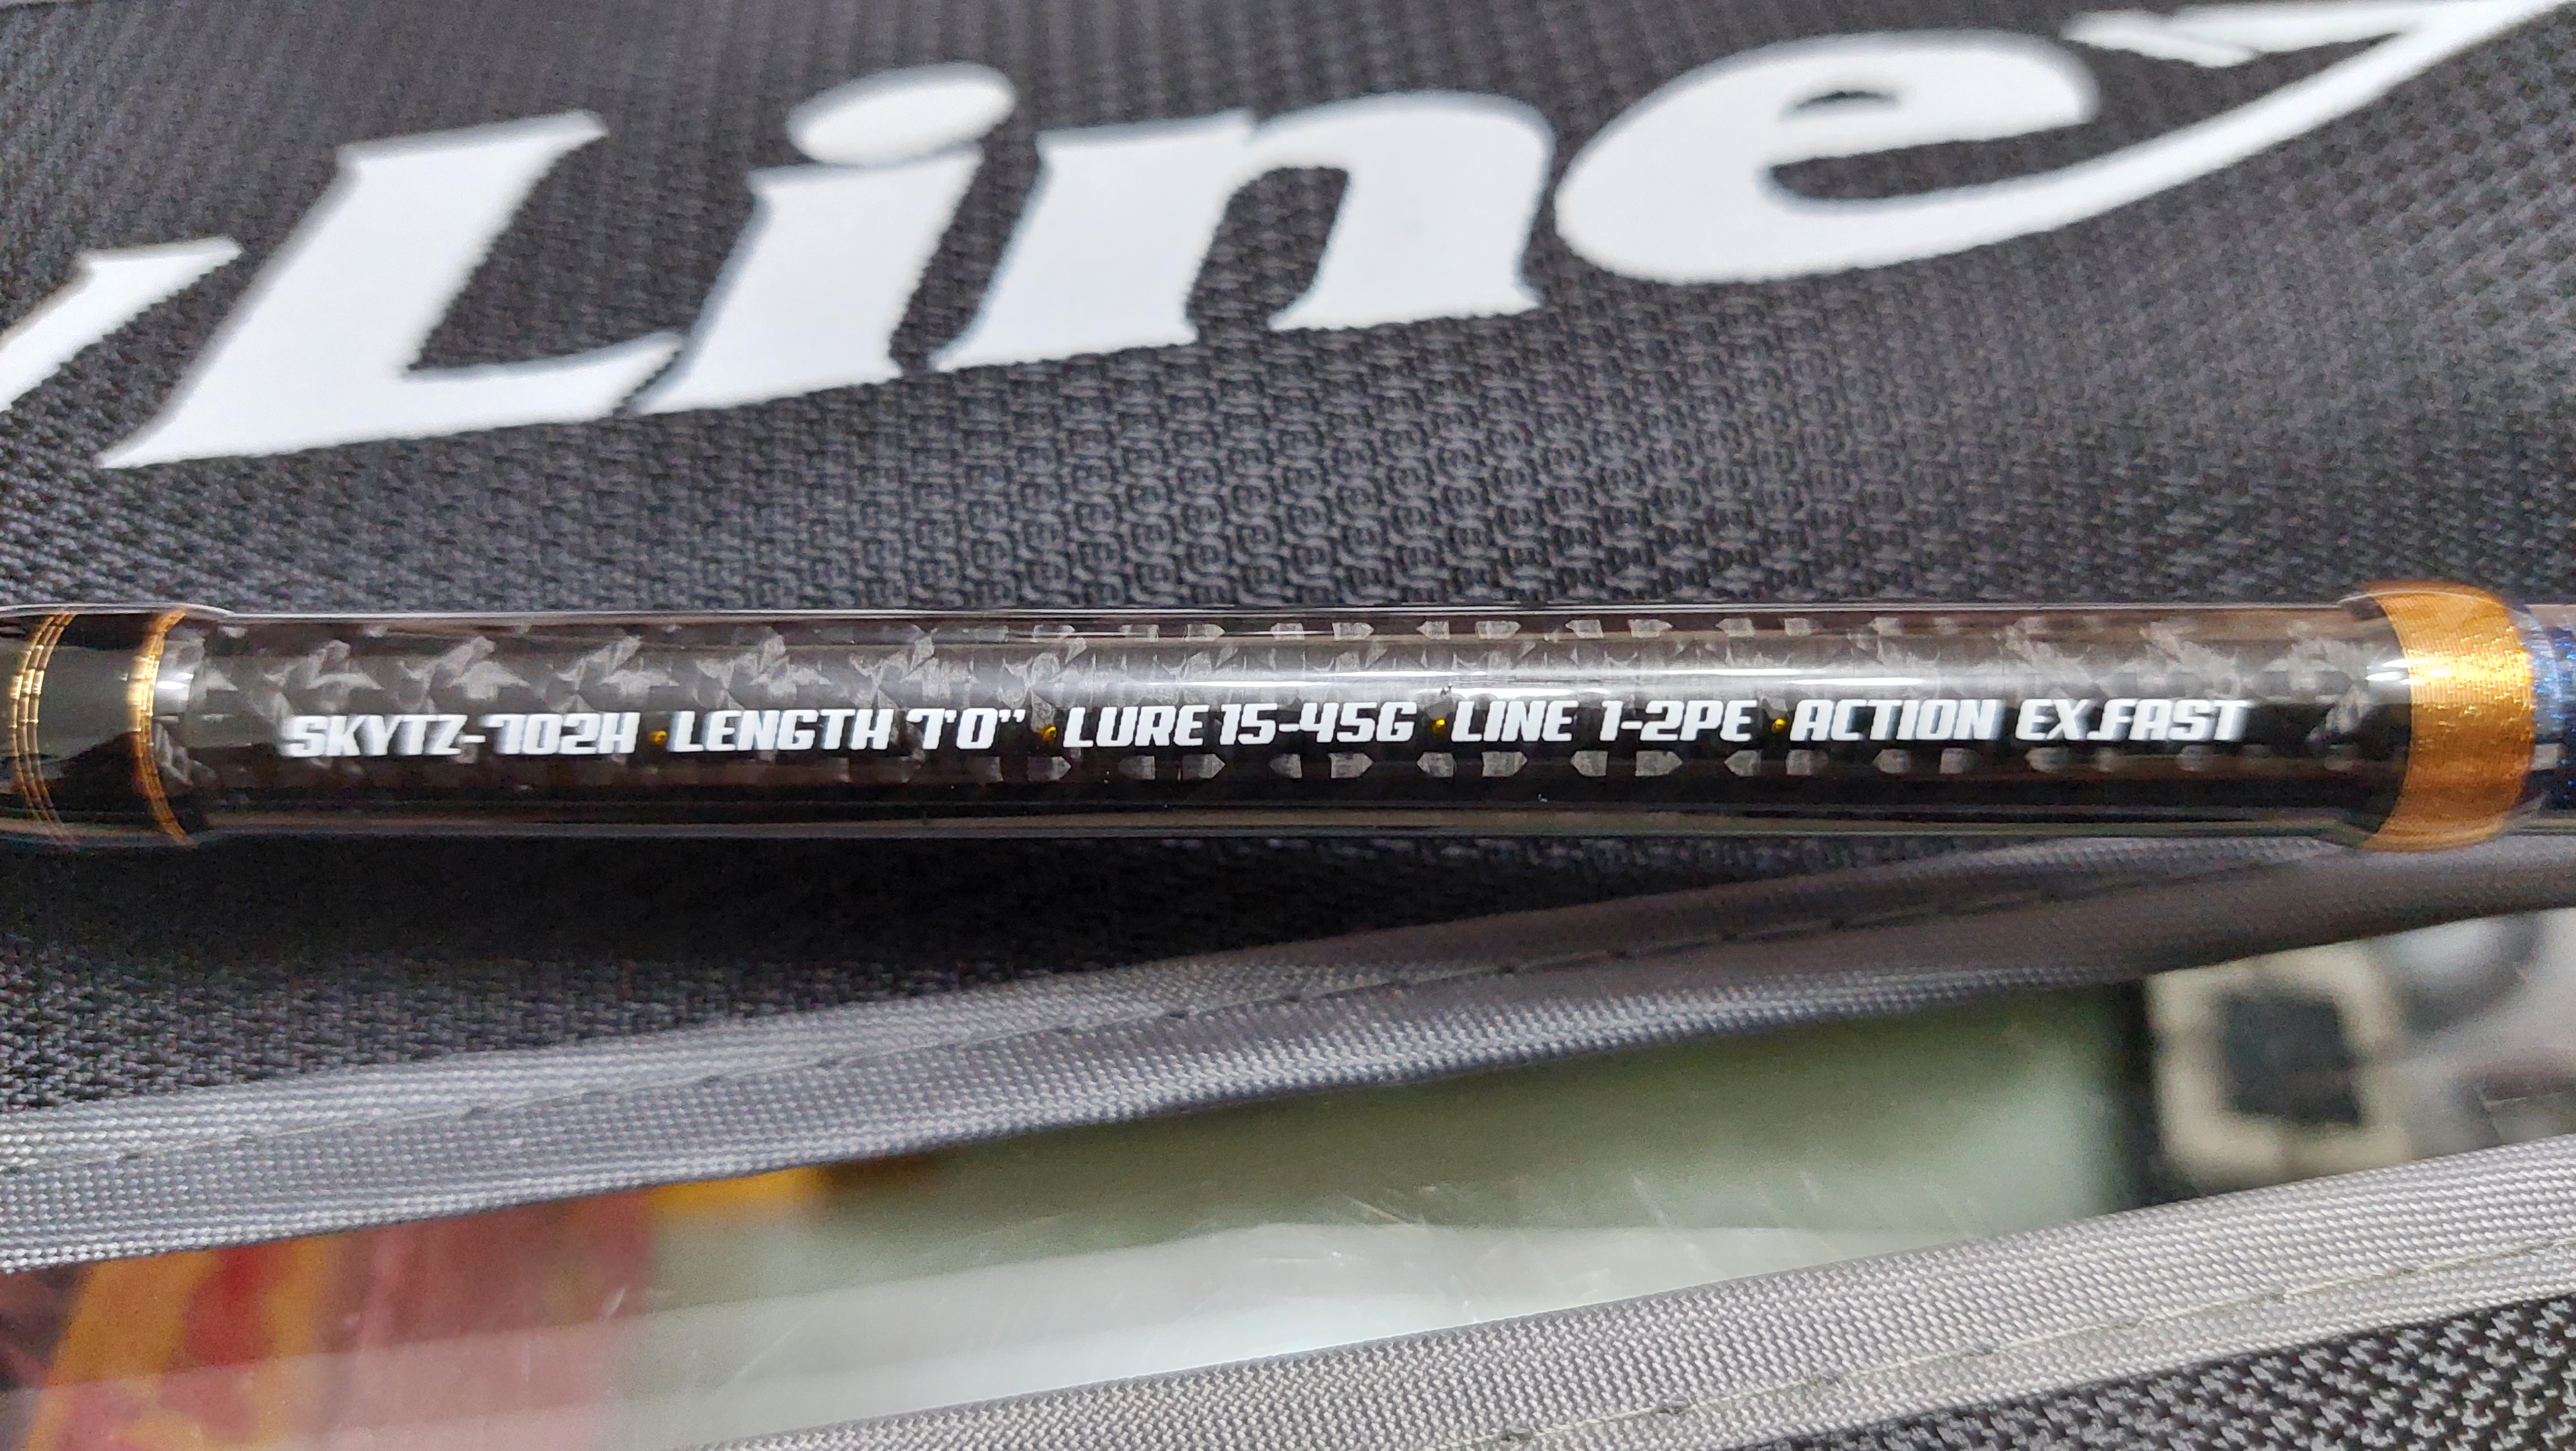 Line
SKYTZ-702H • LENGTH 7'0" • LURE 15-45G • LINE 1-2PE • ACTION EX.FAST